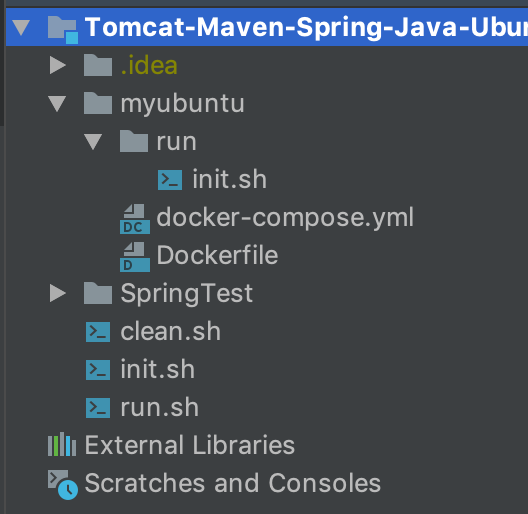 Tomcat-Maven-Spring-Java-Ubun
.idea
myubuntu
run
init.sh
DC docker-compose.yml
D Dockerfile
SpringTest
clean.sh
init.sh
run.sh
External Libraries
Scratches and Consoles